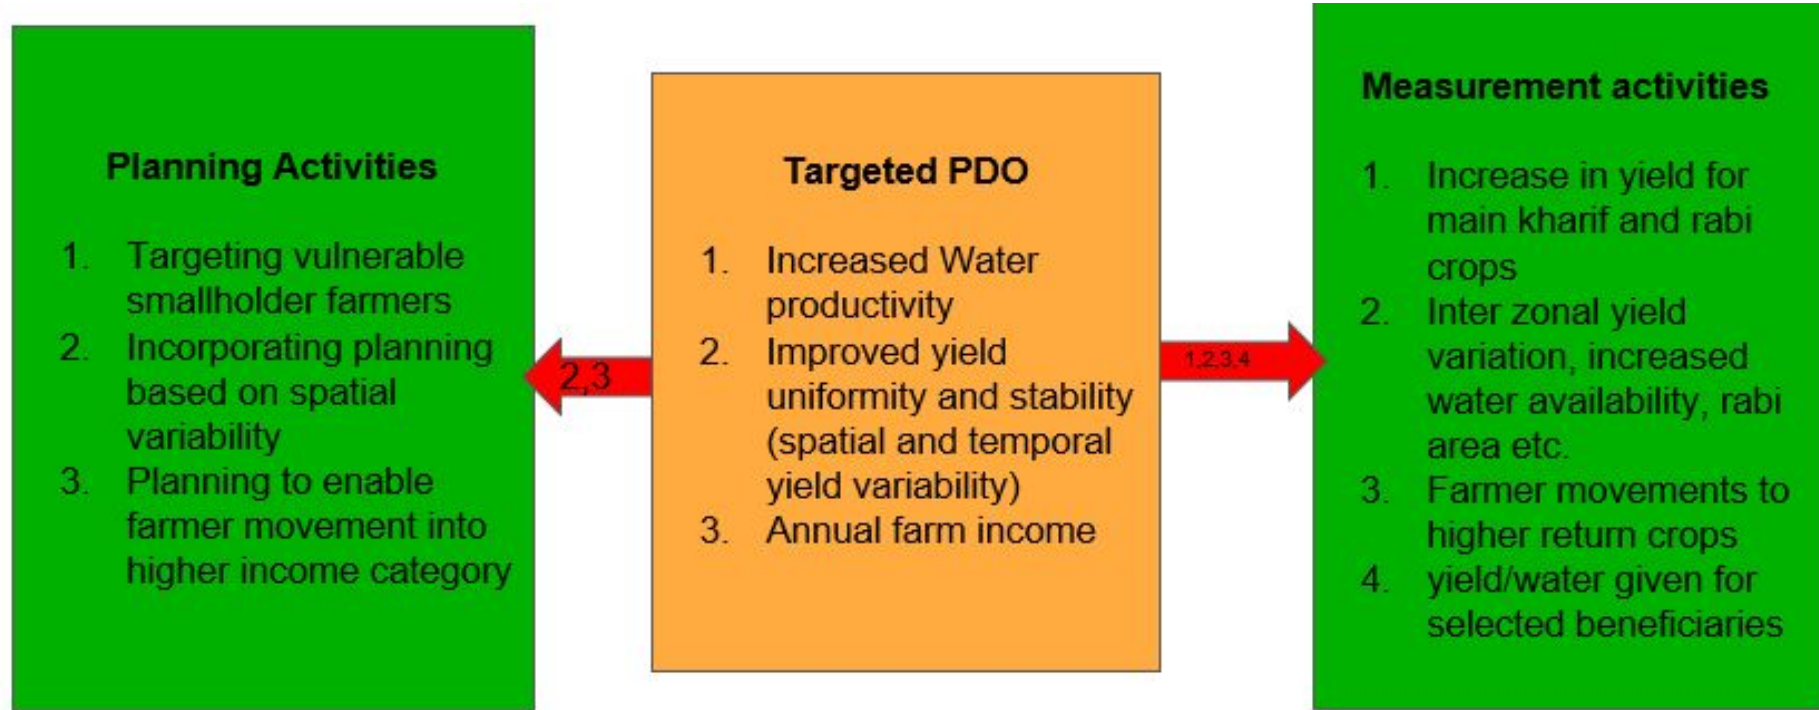 Planning Activities
1. Targeting vulnerable
smallholder farmers
2. Incorporating planning
based on spatial
variability
3. Planning to enable
farmer movement into
higher income category
2,3
Targeted PDO
1. Increased Water
productivity
2. Improved yield
uniformity and stability
(spatial and temporal
yield variability)
3. Annual farm income
1,2,3,4
Measurement activities
1. Increase in yield for
main kharif and rabi
crops
2. Inter zonal yield
variation, increased
water availability, rabi
area etc.
3. Farmer movements to
higher return crops
4. yield/water given for
selected beneficiaries